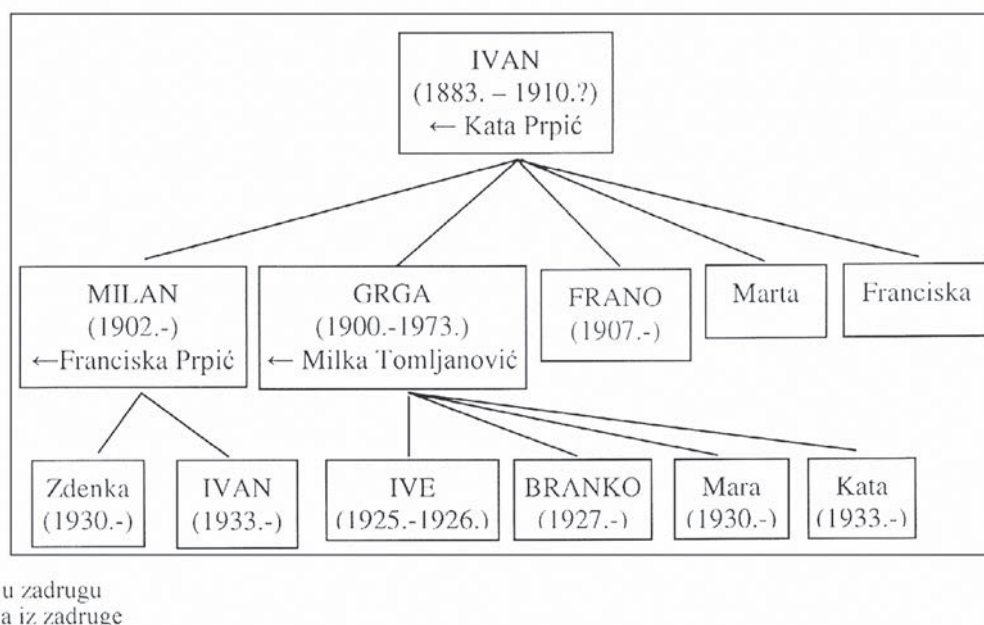 IVAN
(1883. – 1910.?)
← Kata Prpić
MILAN
(1902.-)
←Franciska Prpić
GRGA
(1900.-1973.)
← Milka Tomljanović
FRANO
(1907.-)
Marta
Franciska
Zdenka
(1930.-)
IVAN
(1933.-)
IVE
(1925.-1926.)
BRANKO
(1927.-)
Mara
(1930.-)
Kata
(1933.-)
u zadrugu
a iz zadruge